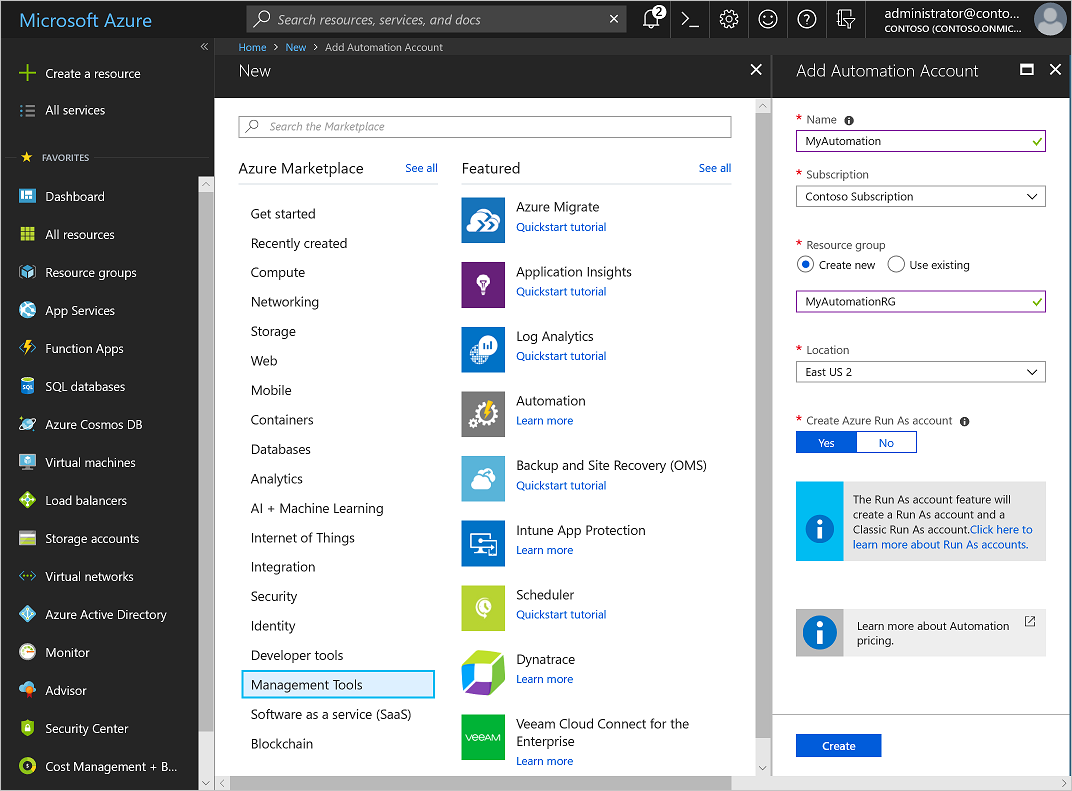 Microsoft Azure
Search resources, services, and docs
2
administrator@conto...
CONTOSO (CONTOSO.ONMIC...
Home > New > Add Automation Account
Create a resource
All services
FAVORITES
Dashboard
All resources
Resource groups
App Services
Function Apps
SQL databases
Azure Cosmos DB
Virtual machines
Load balancers
Storage accounts
Virtual networks
Azure Active Directory
Monitor
Advisor
Security Center
Cost Management + B...
New
Search the Marketplace
Azure Marketplace
See all
Get started
Recently created
Compute
Networking
Storage
Web
Mobile
Containers
Databases
Analytics
AI + Machine Learning
Internet of Things
Integration
Security
Identity
Developer tools
Management Tools
Software as a service (SaaS)
Blockchain
Featured
See all
Azure Migrate
Quickstart tutorial
Application Insights
Quickstart tutorial
Log Analytics
Quickstart tutorial
Automation
Learn more
Backup and Site Recovery (OMS)
Quickstart tutorial
Intune App Protection
Learn more
Scheduler
Quickstart tutorial
Dynatrace
Learn more
veeam
Veeam Cloud Connect for the
Enterprise
Learn more
Add Automation Account
* Name
MyAutomation
* Subscription
Contoso Subscription
* Resource group
Create new
Use existing
MyAutomationRG
* Location
East US 2
* Create Azure Run As account
Yes
No
The Run As account feature will
create a Run As account and a
Classic Run As account.Click here to
learn more about Run As accounts.
Learn more about Automation
pricing.
Create